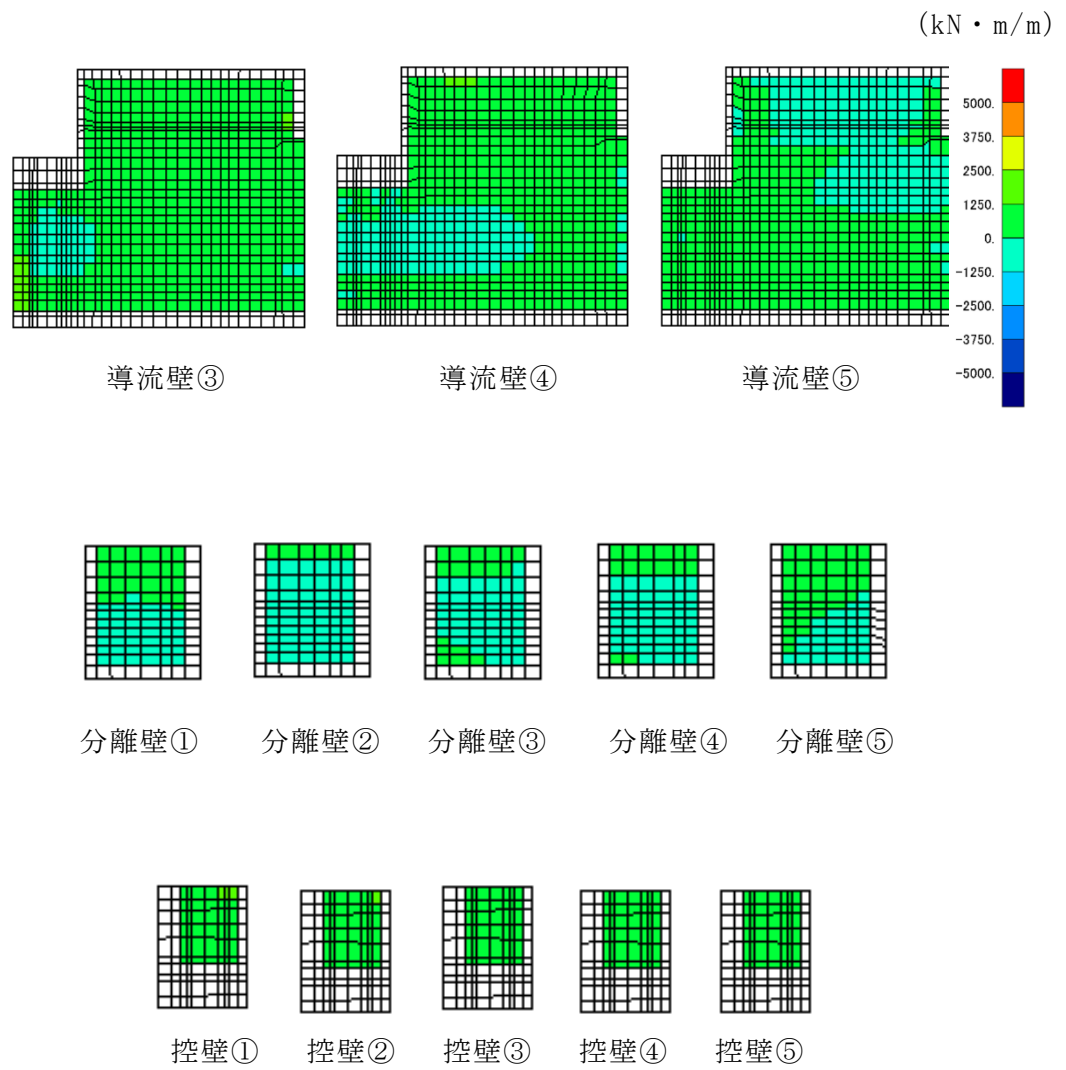 (kN・m/m)
5000.
3750.
2500.
1250.
0.
-1250.
-2500.
-3750.
-5000.
導流壁③ 導流壁④ 導流壁⑤
分離壁① 分離壁② 分離壁③ 分離壁④ 分離壁⑤
控壁① 控壁② 控壁③ 控壁④ 控壁⑤